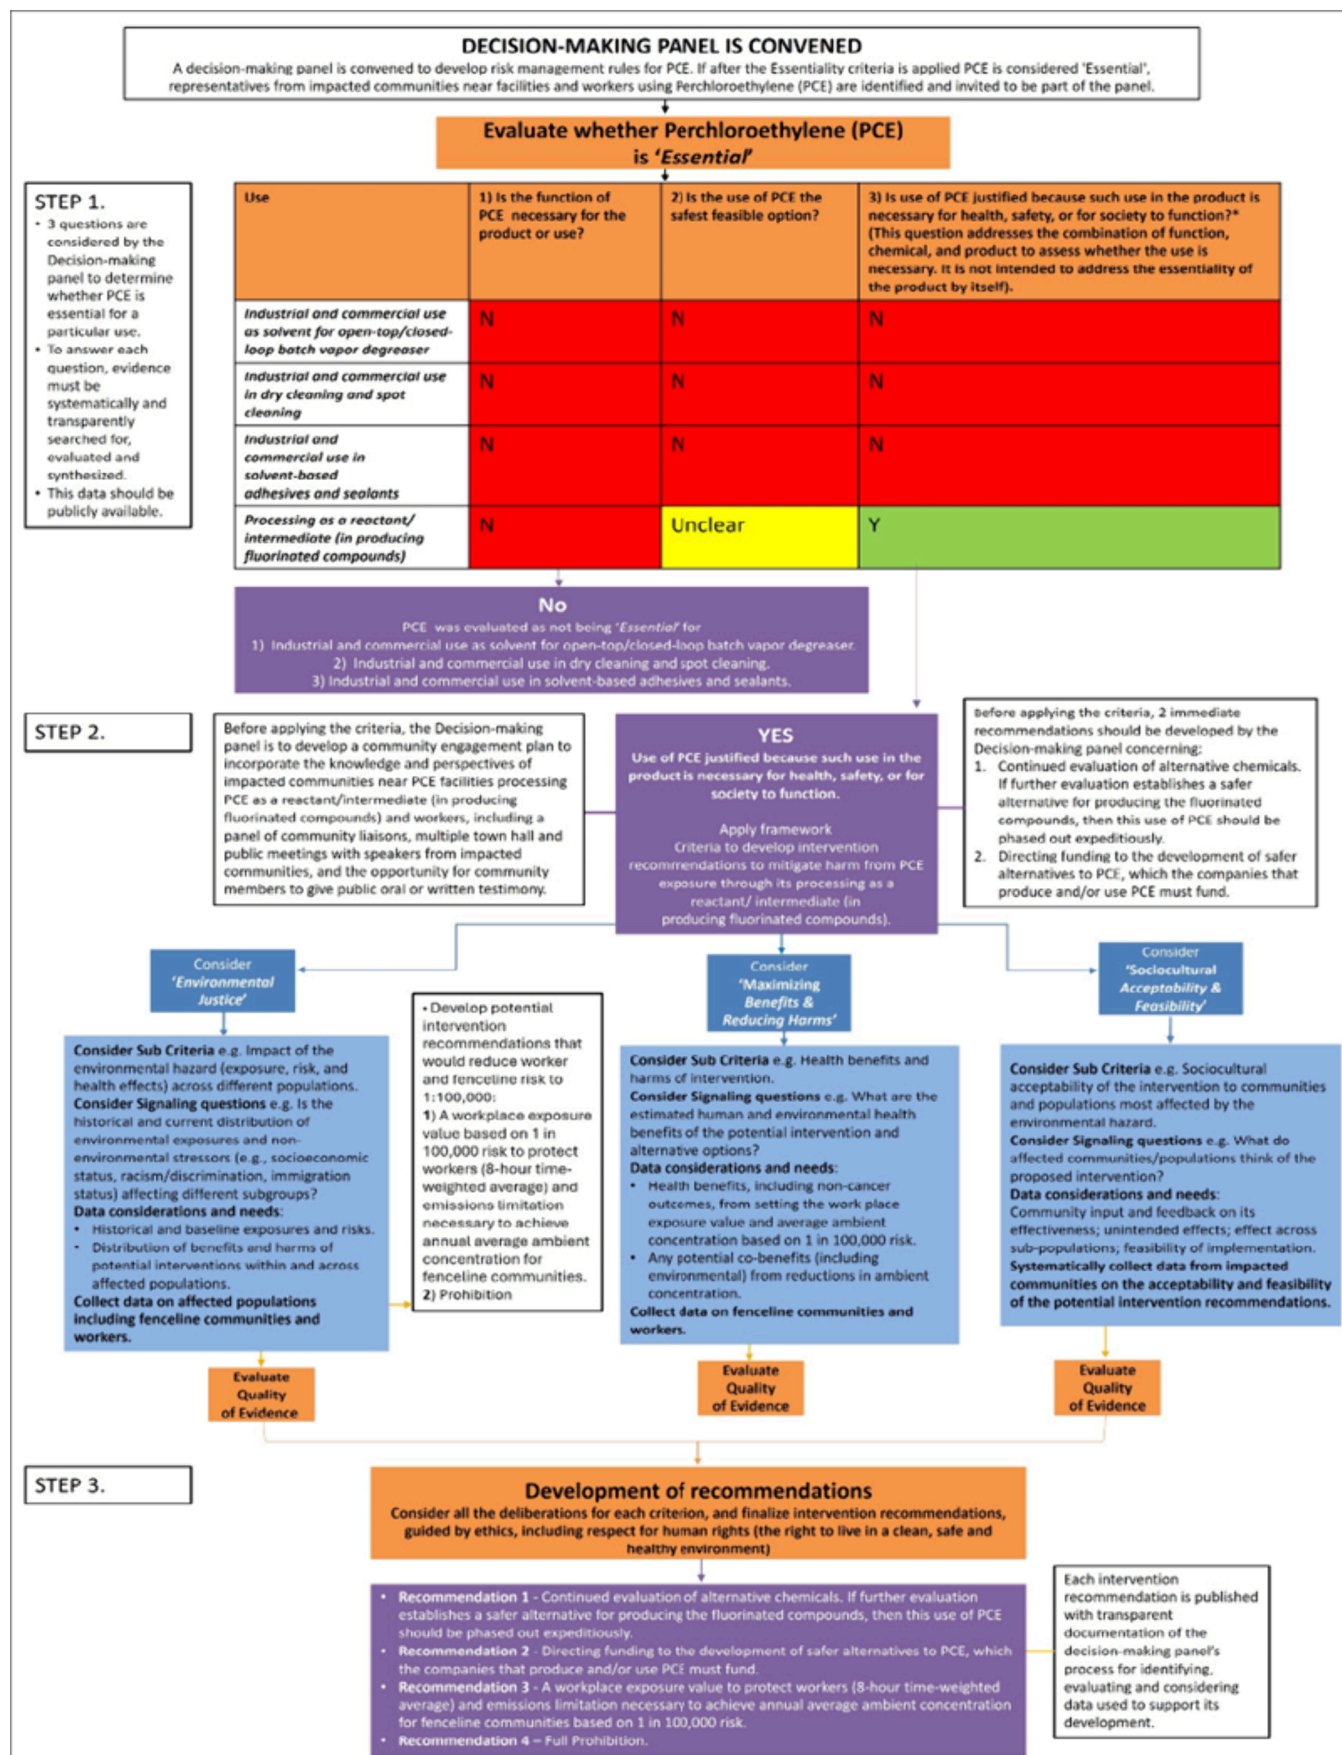 DECISION-MAKING PANEL IS CONVENED
A decision-making panel is convened to develop risk management rules for PCE. If after the Essentiality criteria is applied PCE is considered 'Essential',
representatives from impacted communities near facilities and workers using Perchloroethylene (PCE) are identified and invited to be part of the panel.
Evaluate whether Perchloroethylene (PCE)
is 'Essential'
STEP 1.
• 3 questions are
considered by the
Decision-making
panel to determine
whether PCE is
essential for a
particular use.
• To answer each
question, evidence
must be
systematically and
transparently
searched for,
evaluated and
synthesized.
• This data should be
publicly available.
Use
1) Is the function of
PCE necessary for the
product or use?
2) Is the use of PCE the
safest feasible option?
3) Is use of PCE justified because such use in the product is
necessary for health, safety, or for society to function?*
(This question addresses the combination of function,
chemical, and product to assess whether the use is
necessary. It is not intended to address the essentiality of
the product by itself).
Industrial and commercial use
as solvent for open-top/closed-
loop batch vapor degreaser
N
N
N
Industrial and commercial use
in dry cleaning and spot
cleaning
N
N
N
Industrial and
commercial use in
solvent-based
adhesives and sealants
N
N
N
Processing as a reactant/
intermediate (in producing
fluorinated compounds)
N
Unclear
Y
No
PCE was evaluated as not being 'Essential' for
1) Industrial and commercial use as solvent for open-top/closed-loop batch vapor degreaser.
2) Industrial and commercial use in dry cleaning and spot cleaning.
3) Industrial and commercial use in solvent-based adhesives and sealants.
STEP 2.
Before applying the criteria, the Decision-making
panel is to develop a community engagement plan to
incorporate the knowledge and perspectives of
impacted communities near PCE facilities processing
PCE as a reactant/intermediate (in producing
fluorinated compounds) and workers, including a
panel of community liaisons, multiple town hall and
public meetings with speakers from impacted
communities, and the opportunity for community
members to give public oral or written testimony.
YES
Use of PCE justified because such use in the
product is necessary for health, safety, or for
society to function.
Apply framework
Criteria to develop intervention
recommendations to mitigate harm from PCE
exposure through its processing as a
reactant/ intermediate (in
producing fluorinated compounds).
Before applying the criteria, 2 immediate
recommendations should be developed by the
Decision-making panel concerning:
1. Continued evaluation of alternative chemicals.
If further evaluation establishes a safer
alternative for producing the fluorinated
compounds, then this use of PCE should be
phased out expeditiously.
2. Directing funding to the development of safer
alternatives to PCE, which the companies that
produce and/or use PCE must fund.
Consider
'Environmental
Justice'
Consider Sub Criteria e.g. Impact of the
environmental hazard (exposure, risk, and
health effects) across different populations.
Consider Signaling questions e.g. Is the
historical and current distribution of
environmental exposures and non-
environmental stressors (e.g., socioeconomic
status, racism/discrimination, immigration
status) affecting different subgroups?
Data considerations and needs:
• Historical and baseline exposures and risks.
• Distribution of benefits and harms of
potential interventions within and across
affected populations.
Collect data on affected populations
including fenceline communities and
workers.
• Develop potential
intervention
recommendations that
would reduce worker
and fenceline risk to
1:100,000:
1) A workplace exposure
value based on 1 in
100,000 risk to protect
workers (8-hour time-
weighted average) and
emissions limitation
necessary to achieve
annual average ambient
concentration for
fenceline communities.
2) Prohibition
Consider
'Maximizing
Benefits &
Reducing Harms'
Consider Sub Criteria e.g. Health benefits and
harms of intervention.
Consider Signaling questions e.g. What are the
estimated human and environmental health
benefits of the potential intervention and
alternative options?
Data considerations and needs:
• Health benefits, including non-cancer
outcomes, from setting the work place
exposure value and average ambient
concentration based on 1 in 100,000 risk.
• Any potential co-benefits (including
environmental) from reductions in ambient
concentration.
Collect data on fenceline communities and
workers.
Consider
'Sociocultural
Acceptability &
Feasibility'
Consider Sub Criteria e.g. Sociocultural
acceptability of the intervention to communities
and populations most affected by the
environmental hazard.
Consider Signaling questions e.g. What do
affected communities/populations think of the
proposed intervention?
Data considerations and needs:
Community input and feedback on its
effectiveness; unintended effects; effect across
sub-populations; feasibility of implementation.
Systematically collect data from impacted
communities on the acceptability and feasibility
of the potential intervention recommendations.
Evaluate
Quality
of Evidence
Evaluate
Quality
of Evidence
Evaluate
Quality
of Evidence
STEP 3.
Development of recommendations
Consider all the deliberations for each criterion, and finalize intervention recommendations,
guided by ethics, including respect for human rights (the right to live in a clean, safe and
healthy environment)
• Recommendation 1 - Continued evaluation of alternative chemicals. If further evaluation
establishes a safer alternative for producing the fluorinated compounds, then this use of PCE
should be phased out expeditiously.
• Recommendation 2 - Directing funding to the development of safer alternatives to PCE, which
the companies that produce and/or use PCE must fund.
• Recommendation 3 - A workplace exposure value to protect workers (8-hour time-weighted
average) and emissions limitation necessary to achieve annual average ambient concentration
for fenceline communities based on 1 in 100,000 risk.
• Recommendation 4 – Full Prohibition.
Each intervention
recommendation is published
with transparent
documentation of the
decision-making panel's
process for identifying,
evaluating and considering
data used to support its
development.